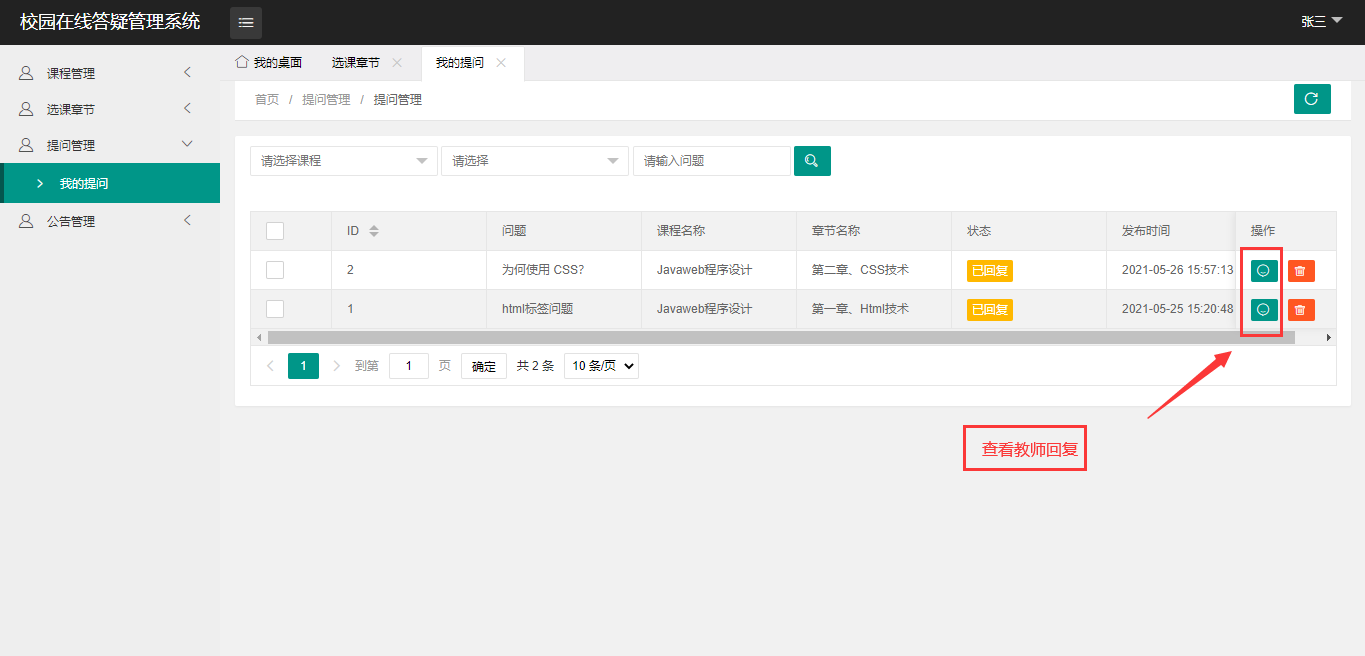 校园在线答疑管理系统
张三
课程管理
选课章节
提问管理
我的提问
公告管理
我的桌面 选课章节 我的提问
首页 / 提问管理 / 提问管理
请选择课程 请选择 请输入问题
ID 问题 课程名称 章节名称 状态 发布时间 操作
2 为何使用 CSS? Javaweb程序设计 第二章、CSS技术 已回复 2021-05-26 15:57:13
1 html标签问题 Javaweb程序设计 第一章、Html技术 已回复 2021-05-25 15:20:48
1 到第 1 页 确定 共 2 条 10 条/页
查看教师回复